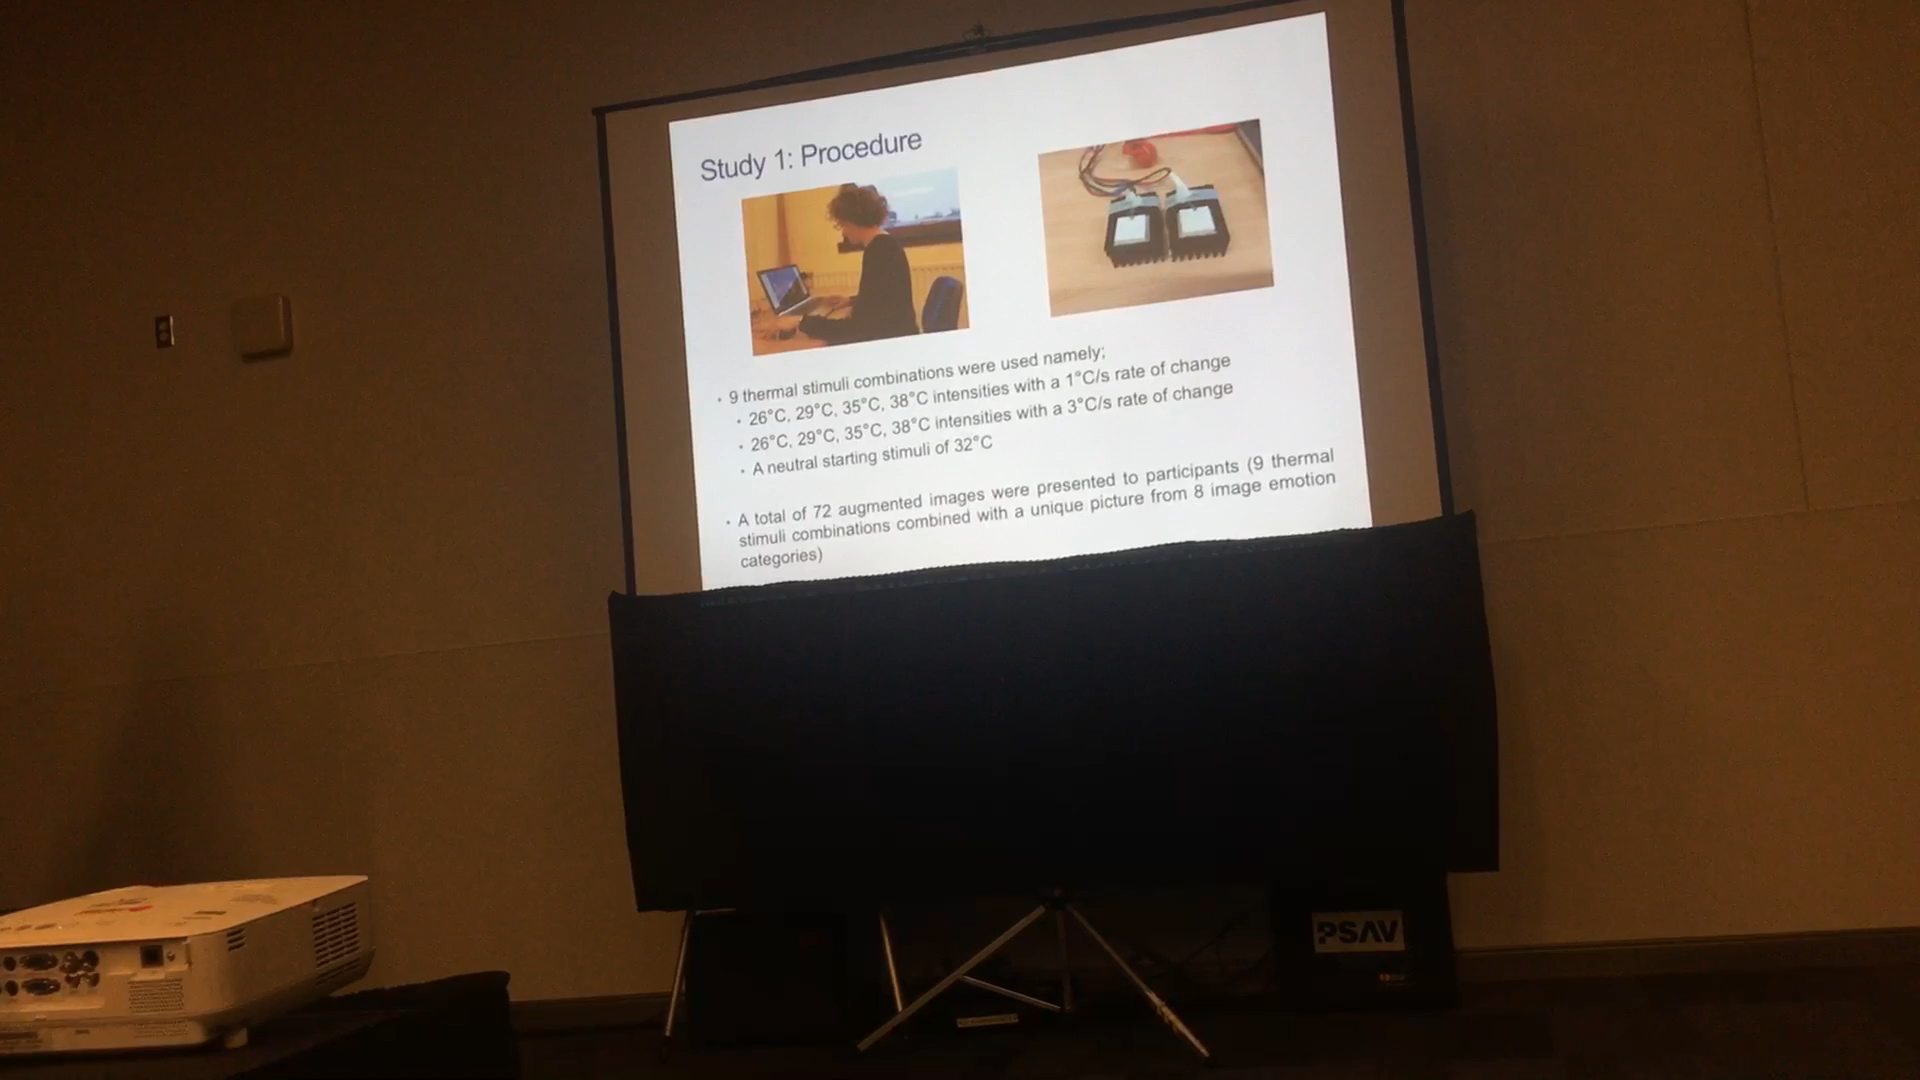 Study 1: Procedure
• 9 thermal stimuli combinations were used namely;
• 26°C, 29°C, 35°C, 38°C intensities with a 1°C/s rate of change
• 26°C, 29°C, 35°C, 38°C intensities with a 3°C/s rate of change
• A neutral starting stimuli of 32°C
• A total of 72 augmented images were presented to participants (9 thermal
stimuli combinations combined with a unique picture from 8 image emotion
categories)
PSAV